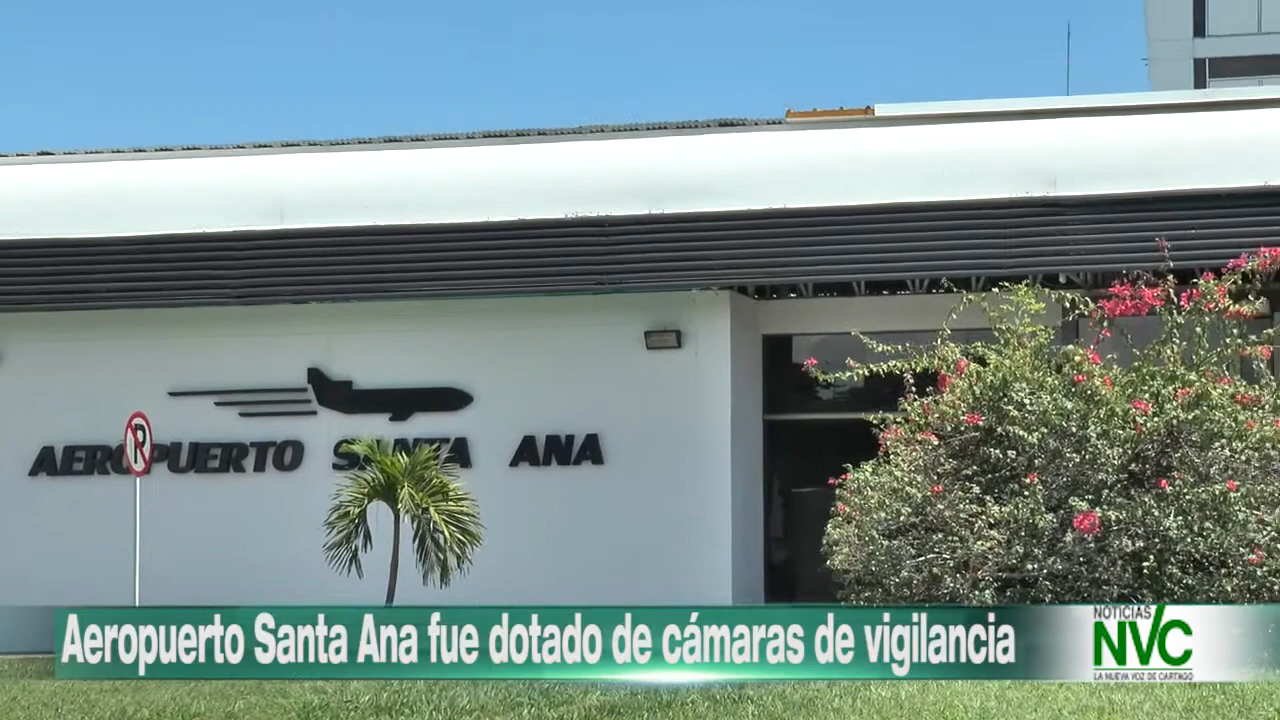 AEROPUERTO SANTA ANA
P
Aeropuerto Santa Ana fue dotado de cámaras de vigilancia
NOTICIAS
NVC
LA NUEVA VOZ DE CARTAGO